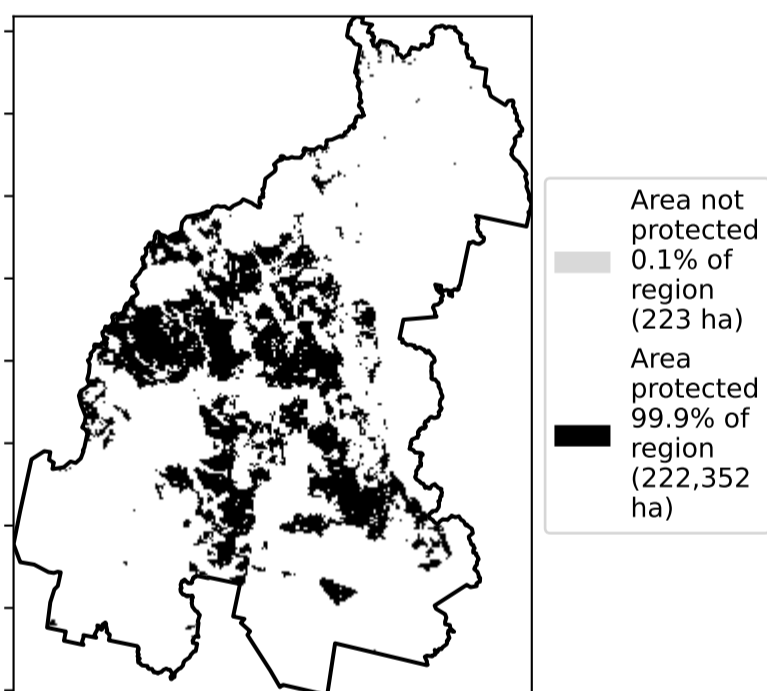 Area not
protected
0.1% of
region
(223 ha)
Area
protected
99.9% of
region
(222,352
ha)